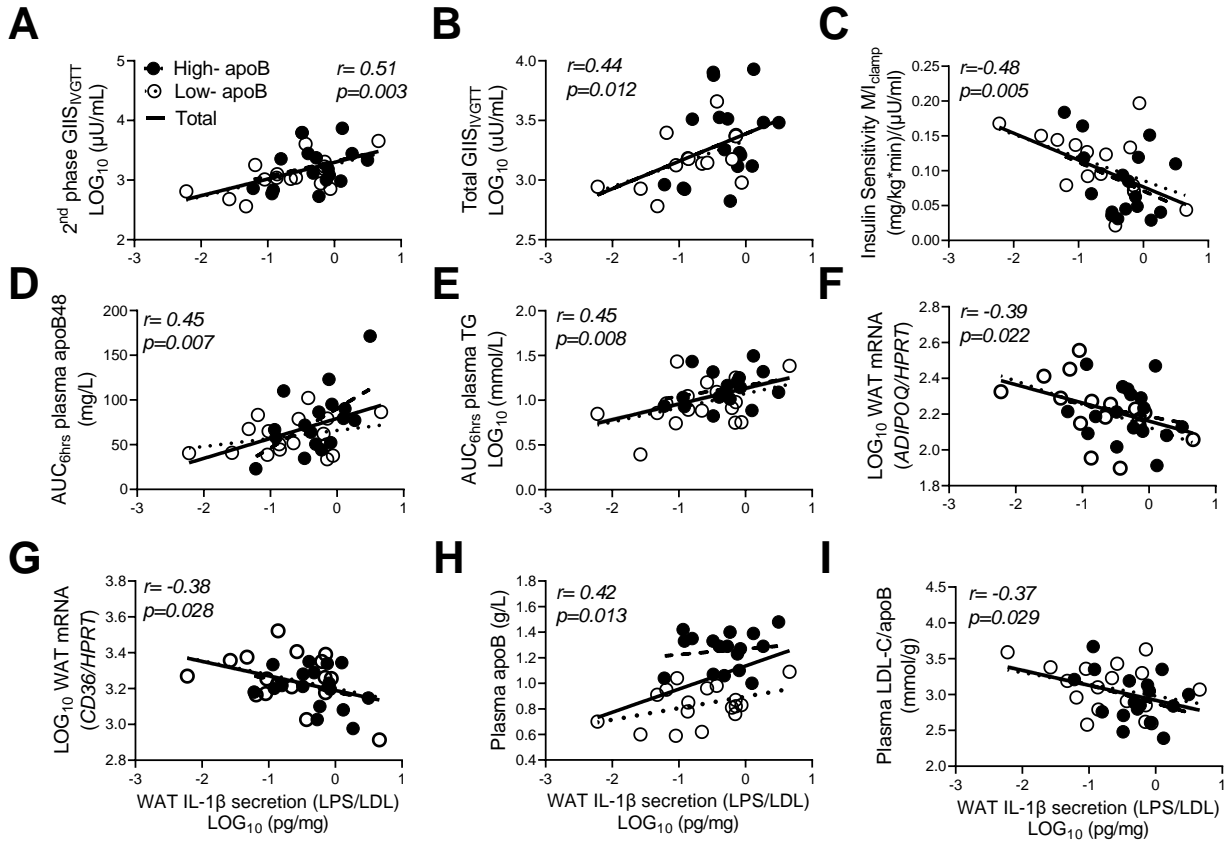 A
2nd phase GIIS IVGTT
LOG10 (µU/mL)
5
4
3
2
-3 -2 -1 0 1
High- apoB
Low- apoB
Total
r= 0.51
p=0.003
B
Total GIIS IVGTT
LOG10 (uU/mL)
4.0
3.5
3.0
2.5
-3 -2 -1 0 1
r=0.44
p=0.012
C
Insulin Sensitivity M/I clamp
(mg/kg*min)/(µU/ml)
0.25
0.20
0.15
0.10
0.05
0.00
-3 -2 -1 0 1
r=-0.48
p=0.005
D
AUC6hrs plasma apoB48
(mg/L)
200
150
100
50
0
-3 -2 -1 0 1
r= 0.45
p=0.007
E
AUC6hrs plasma TG
LOG10 (mmol/L)
2.0
1.5
1.0
0.5
0.0
-3 -2 -1 0 1
r= 0.45
p=0.008
F
LOG10 WAT mRNA
(ADIPOQ/HPRT)
2.8
2.6
2.4
2.2
2.0
1.8
-3 -2 -1 0 1
r= -0.39
p=0.022
G
LOG10 WAT mRNA
(CD36/HPRT)
3.8
3.6
3.4
3.2
3.0
2.8
-3 -2 -1 0 1
r= -0.38
p=0.028
WAT IL-1β secretion (LPS/LDL)
LOG10 (pg/mg)
H
Plasma apoB (g/L)
1.8
1.6
1.4
1.2
1.0
0.8
0.6
0.4
-3 -2 -1 0 1
r= 0.42
p=0.013
WAT IL-1β secretion (LPS/LDL)
LOG10 (pg/mg)
I
Plasma LDL-C/apoB
(mmol/g)
4.5
4.0
3.5
3.0
2.5
2.0
-3 -2 -1 0 1
r= -0.37
p=0.029
WAT IL-1β secretion (LPS/LDL)
LOG10 (pg/mg)